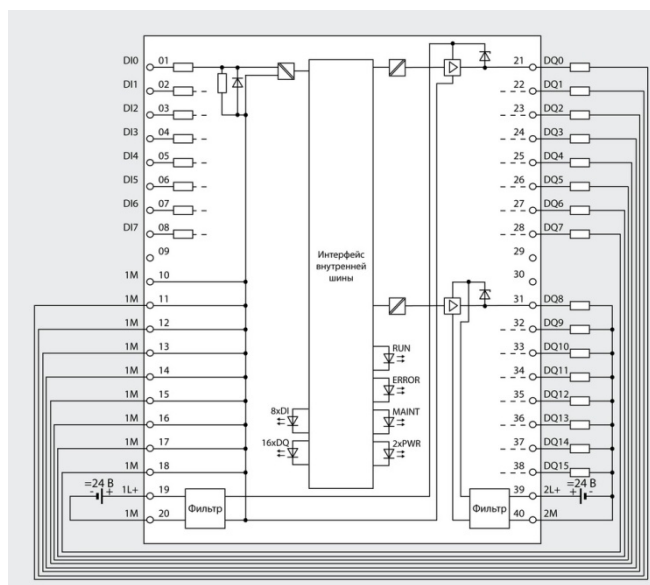 DI0 01 21 DQ0
DI1 02 22 DQ1
DI2 03 23 DQ2
DI3 04 24 DQ3
DI4 05 25 DQ4
DI5 06 26 DQ5
DI6 07 27 DQ6
DI7 08 28 DQ7
09 29
Интерфейс
внутренней
шины
1M 10 30
1M 11 31 DQ8
1M 12 32 DQ9
1M 13 RUN 33 DQ10
1M 14 ERROR 34 DQ11
1M 15 35 DQ12
1M 16 8xDI MAINT 36 DQ13
1M 17 16xDQ 2xPWR 37 DQ14
1M 18 38 DQ15
=24 В - + 1L+ 19 Фильтр 39 2L+ =24 В + -
1M 20 Фильтр 40 2M